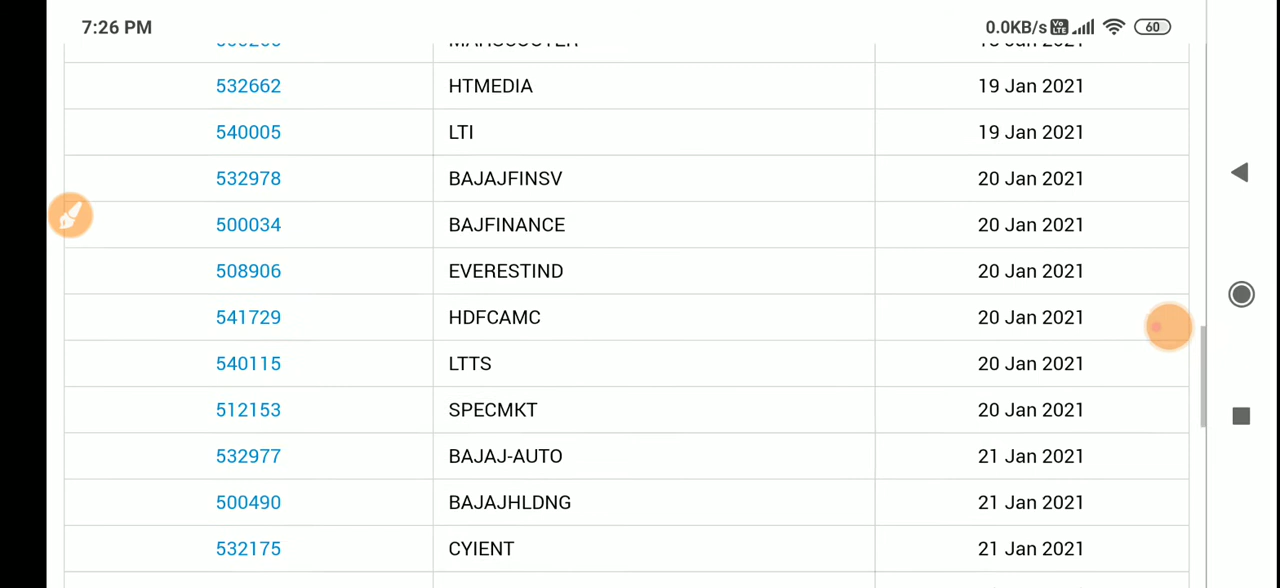 7:26 PM 0.0KB/s Vo LTE 60
532662 HTMEDIA 19 Jan 2021
540005 LTI 19 Jan 2021
532978 BAJAJFINSV 20 Jan 2021
500034 BAJFINANCE 20 Jan 2021
508906 EVERESTIND 20 Jan 2021
541729 HDFCAMC 20 Jan 2021
540115 LTTS 20 Jan 2021
512153 SPECMKT 20 Jan 2021
532977 BAJAJ-AUTO 21 Jan 2021
500490 BAJAJHLDNG 21 Jan 2021
532175 CYIENT 21 Jan 2021